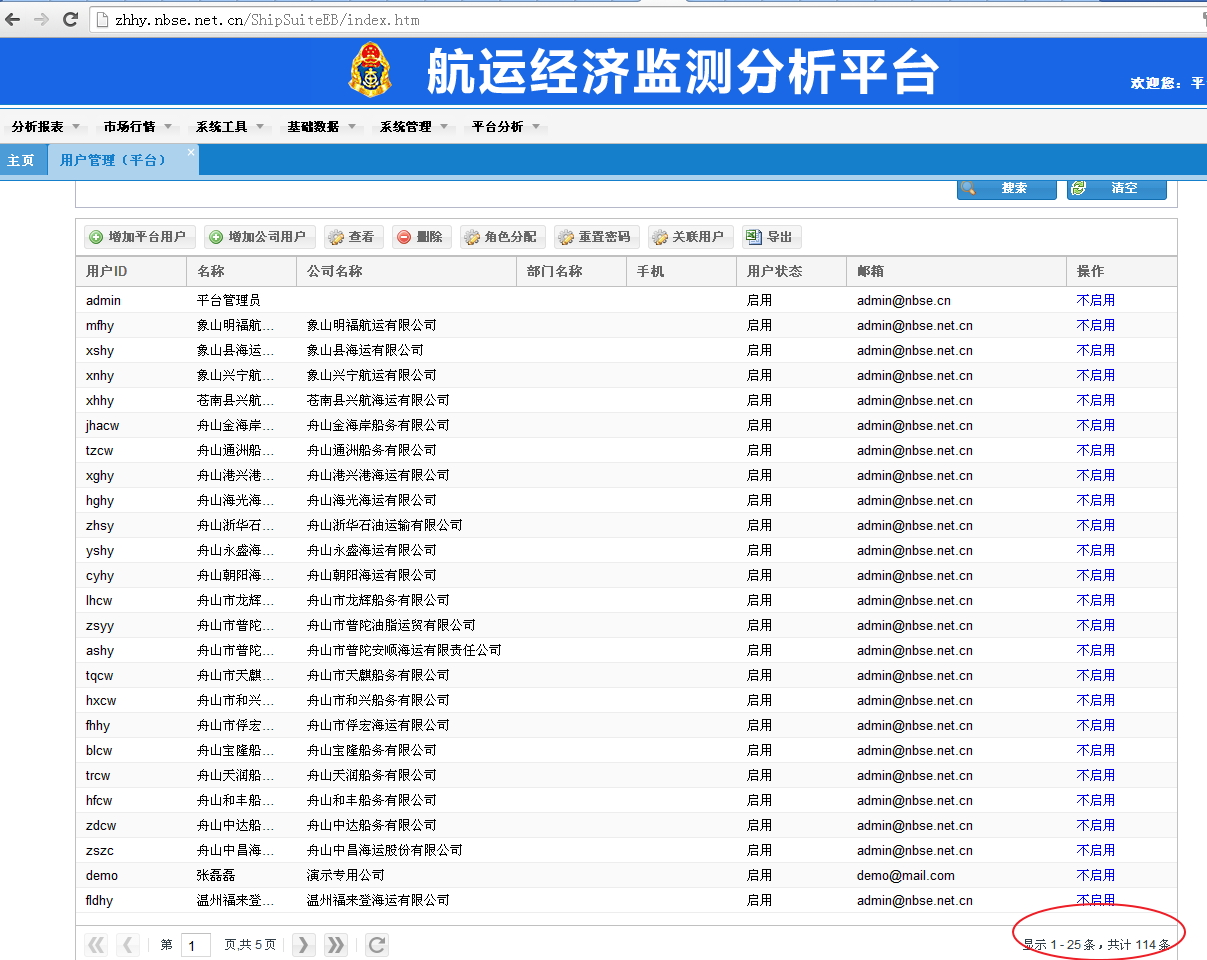 zhhy.nbse.net.cn/ShipSuiteEB/index.htm
航运经济监测分析平台
欢迎您：平
分析报表 市场行情 系统工具 基础数据 系统管理 平台分析
主页 用户管理（平台）
搜索 清空
增加平台用户 增加公司用户 查看 删除 角色分配 重置密码 关联用户 导出
用户ID 名称 公司名称 部门名称 手机 用户状态 邮箱 操作
admin 平台管理员 启用 admin@nbse.cn 不启用
mfhy 象山明福航... 象山明福航运有限公司 启用 admin@nbse.net.cn 不启用
xshy 象山县海运... 象山县海运有限公司 启用 admin@nbse.net.cn 不启用
xnhy 象山兴宁航... 象山兴宁航运有限公司 启用 admin@nbse.net.cn 不启用
xhhy 苍南县兴航... 苍南县兴航海运有限公司 启用 admin@nbse.net.cn 不启用
jhacw 舟山金海岸... 舟山金海岸船务有限公司 启用 admin@nbse.net.cn 不启用
tzcw 舟山通洲船... 舟山通洲船务有限公司 启用 admin@nbse.net.cn 不启用
xghy 舟山港兴港... 舟山港兴港海运有限公司 启用 admin@nbse.net.cn 不启用
hghy 舟山海光海... 舟山海光海运有限公司 启用 admin@nbse.net.cn 不启用
zhsy 舟山浙华石... 舟山浙华石油运输有限公司 启用 admin@nbse.net.cn 不启用
yshy 舟山永盛海... 舟山永盛海运有限公司 启用 admin@nbse.net.cn 不启用
cyhy 舟山朝阳海... 舟山朝阳海运有限公司 启用 admin@nbse.net.cn 不启用
lhcw 舟山市龙辉... 舟山市龙辉船务有限公司 启用 admin@nbse.net.cn 不启用
zsyy 舟山市普陀... 舟山市普陀油脂运贸有限公司 启用 admin@nbse.net.cn 不启用
ashy 舟山市普陀... 舟山市普陀安顺海运有限责任公司 启用 admin@nbse.net.cn 不启用
tqcw 舟山市天麒... 舟山市天麒船务有限公司 启用 admin@nbse.net.cn 不启用
hxcw 舟山市和兴... 舟山市和兴船务有限公司 启用 admin@nbse.net.cn 不启用
fhhy 舟山市俘宏... 舟山市俘宏海运有限公司 启用 admin@nbse.net.cn 不启用
blcw 舟山宝隆船... 舟山宝隆船务有限公司 启用 admin@nbse.net.cn 不启用
trcw 舟山天润船... 舟山天润船务有限公司 启用 admin@nbse.net.cn 不启用
hfcw 舟山和丰船... 舟山和丰船务有限公司 启用 admin@nbse.net.cn 不启用
zdcw 舟山中达船... 舟山中达船务有限公司 启用 admin@nbse.net.cn 不启用
zszc 舟山中昌海... 舟山中昌海运股份有限公司 启用 admin@nbse.net.cn 不启用
demo 张磊磊 演示专用公司 启用 demo@mail.com 不启用
fldhy 温州福来登... 温州福来登海运有限公司 启用 admin@nbse.net.cn 不启用
第 1 页,共 5 页 显示 1 - 25 条，共计 114 条